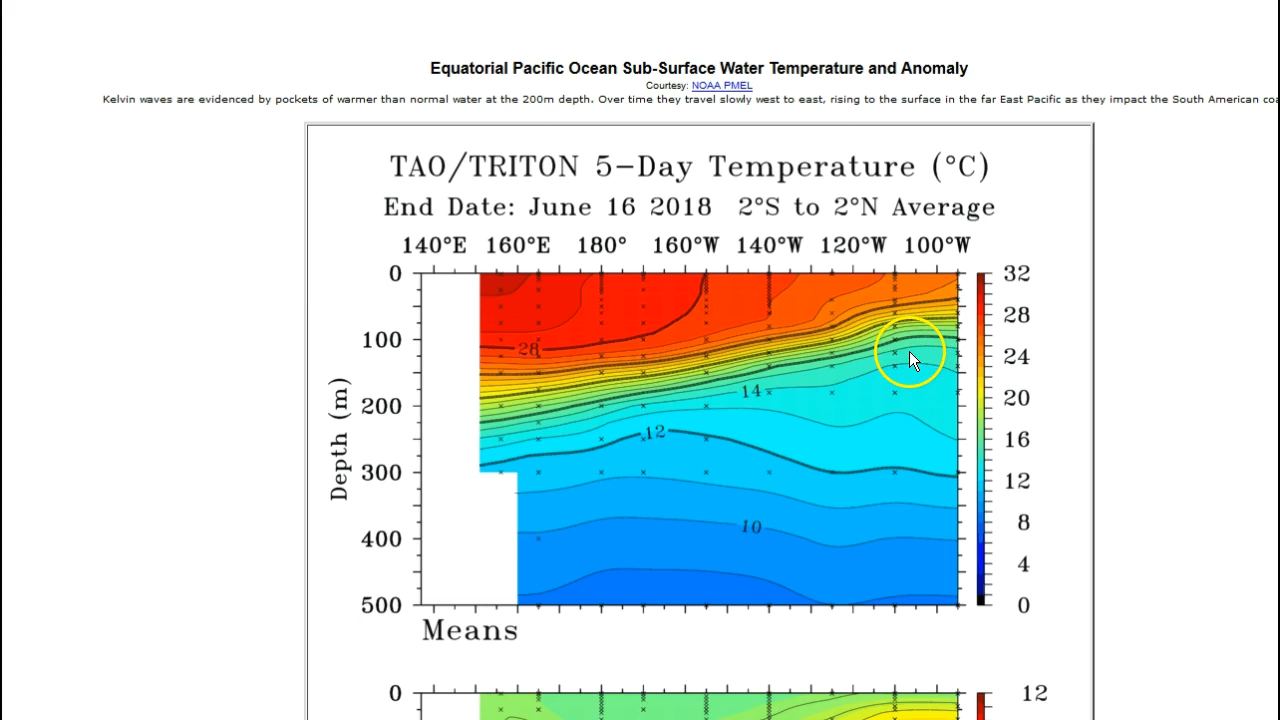 Equatorial Pacific Ocean Sub-Surface Water Temperature and Anomaly
Courtesy: NOAA PMEL
Kelvin waves are evidenced by pockets of warmer than normal water at the 200m depth. Over time they travel slowly west to east, rising to the surface in the far East Pacific as they impact the South American coa
TAO/TRITON 5-Day Temperature (°C)
End Date: June 16 2018 2°S to 2°N Average
140°E 160°E 180° 160°W 140°W 120°W 100°W
0 32
28
100 28
24
14
200 20
12 16
300 12
Depth (m)
10 8
400
4
500 0
Means
0 12